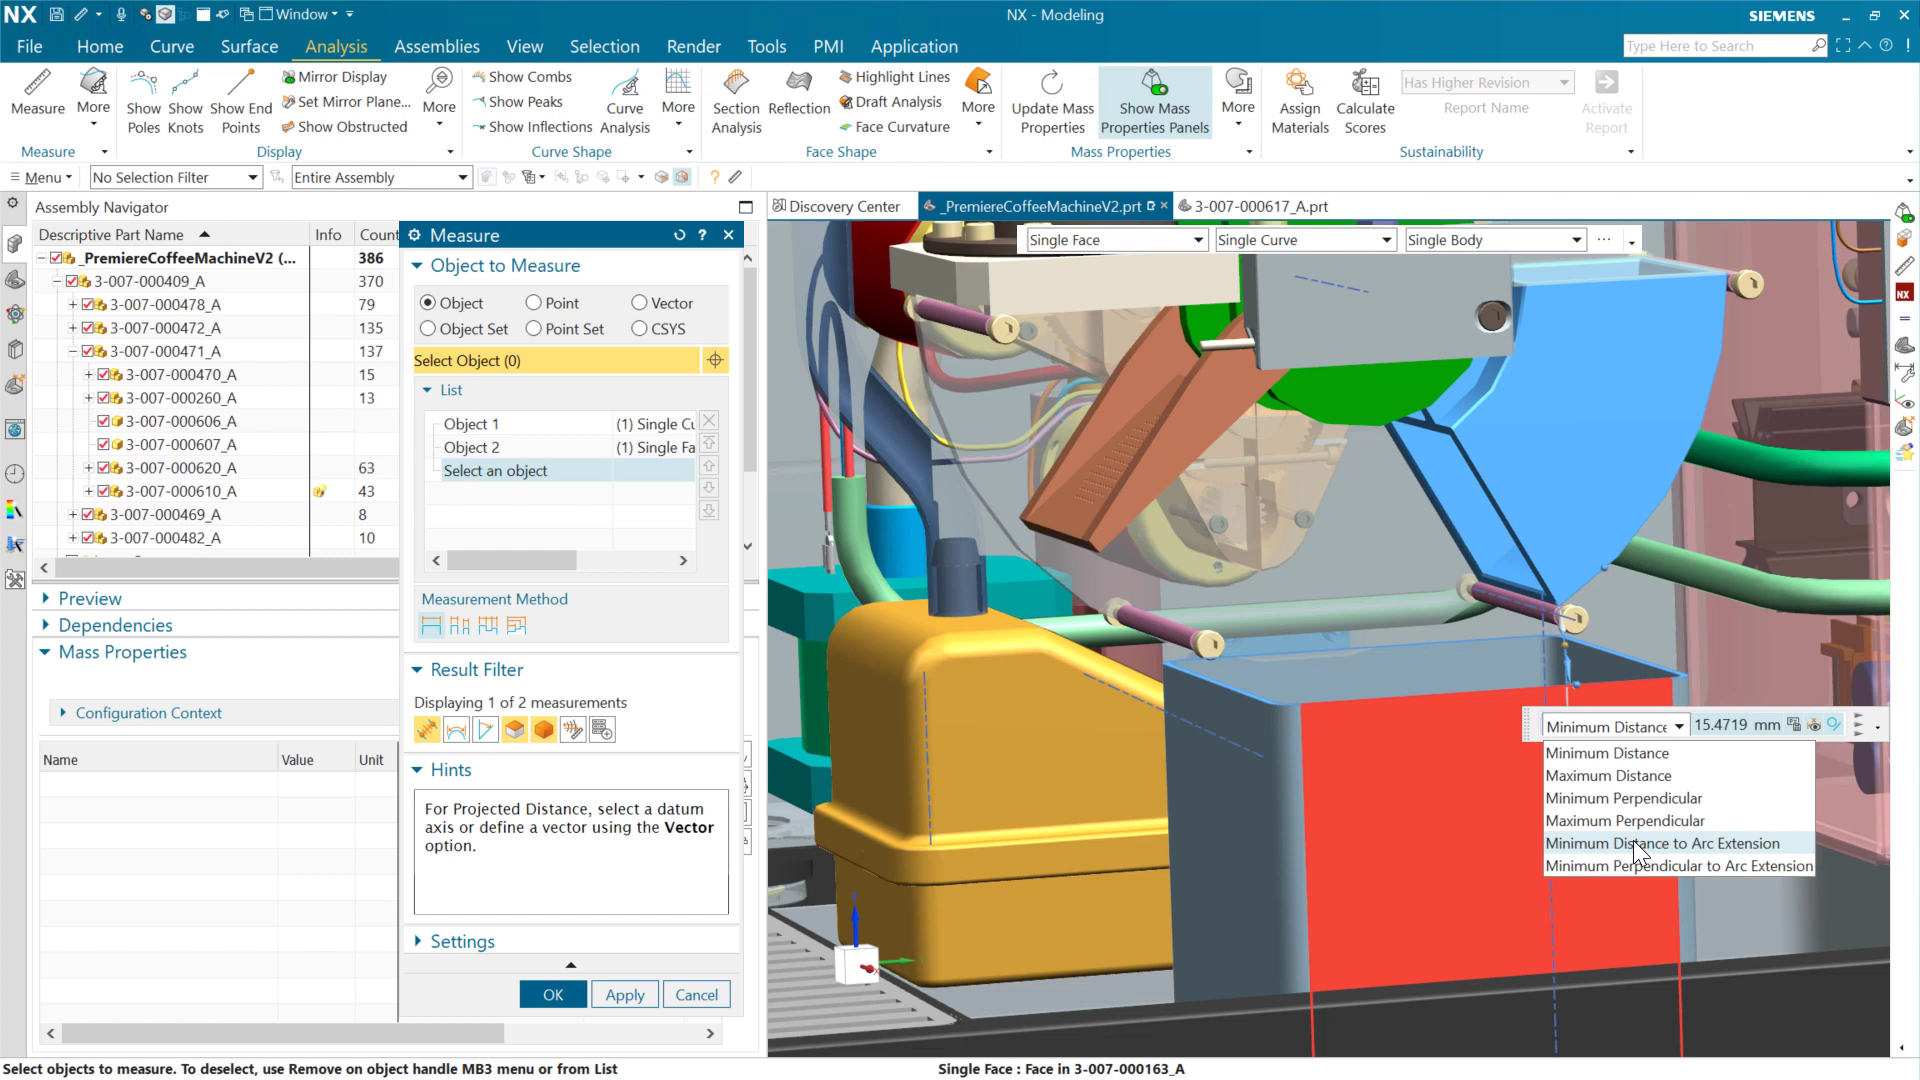 NX
Window
NX - Modeling
SIEMENS
File
Home
Curve
Surface
Analysis
Assemblies
View
Selection
Render
Tools
PMI
Application
Type Here to Search
Measure
More
Measure
Show Poles
Show Knots
Show End Points
Mirror Display
Set Mirror Plane...
Show Obstructed
More
Display
Show Combs
Show Peaks
Show Inflections
Curve Analysis
More
Curve Shape
Section Analysis
Reflection
Highlight Lines
Draft Analysis
Face Curvature
More
Face Shape
Update Mass Properties
Show Mass Properties Panels
More
Mass Properties
Assign Materials
Calculate Scores
Has Higher Revision
Report Name
Activate Report
Sustainability
Menu
No Selection Filter
Entire Assembly
Assembly Navigator
Descriptive Part Name Info Count
_PremiereCoffeeMachineV2 (... 386
3-007-000409_A 370
3-007-000478_A 79
3-007-000472_A 135
3-007-000471_A 137
3-007-000470_A 15
3-007-000260_A 13
3-007-000606_A
3-007-000607_A
3-007-000620_A 63
3-007-000610_A 43
3-007-000469_A 8
3-007-000482_A 10
Preview
Dependencies
Mass Properties
Configuration Context
Name Value Unit
Measure
Object to Measure
Object Point Vector
Object Set Point Set CSYS
Select Object (0)
List
Object 1 (1) Single Cu
Object 2 (1) Single Fa
Select an object
Measurement Method
Result Filter
Displaying 1 of 2 measurements
Hints
For Projected Distance, select a datum
axis or define a vector using the Vector
option.
Settings
OK Apply Cancel
Discovery Center
_PremiereCoffeeMachineV2.prt
3-007-000617_A.prt
Single Face
Single Curve
Single Body
NX
Minimum Distance 15.4719 mm
Minimum Distance
Maximum Distance
Minimum Perpendicular
Maximum Perpendicular
Minimum Distance to Arc Extension
Minimum Perpendicular to Arc Extension
Select objects to measure. To deselect, use Remove on object handle MB3 menu or from List
Single Face : Face in 3-007-000163_A